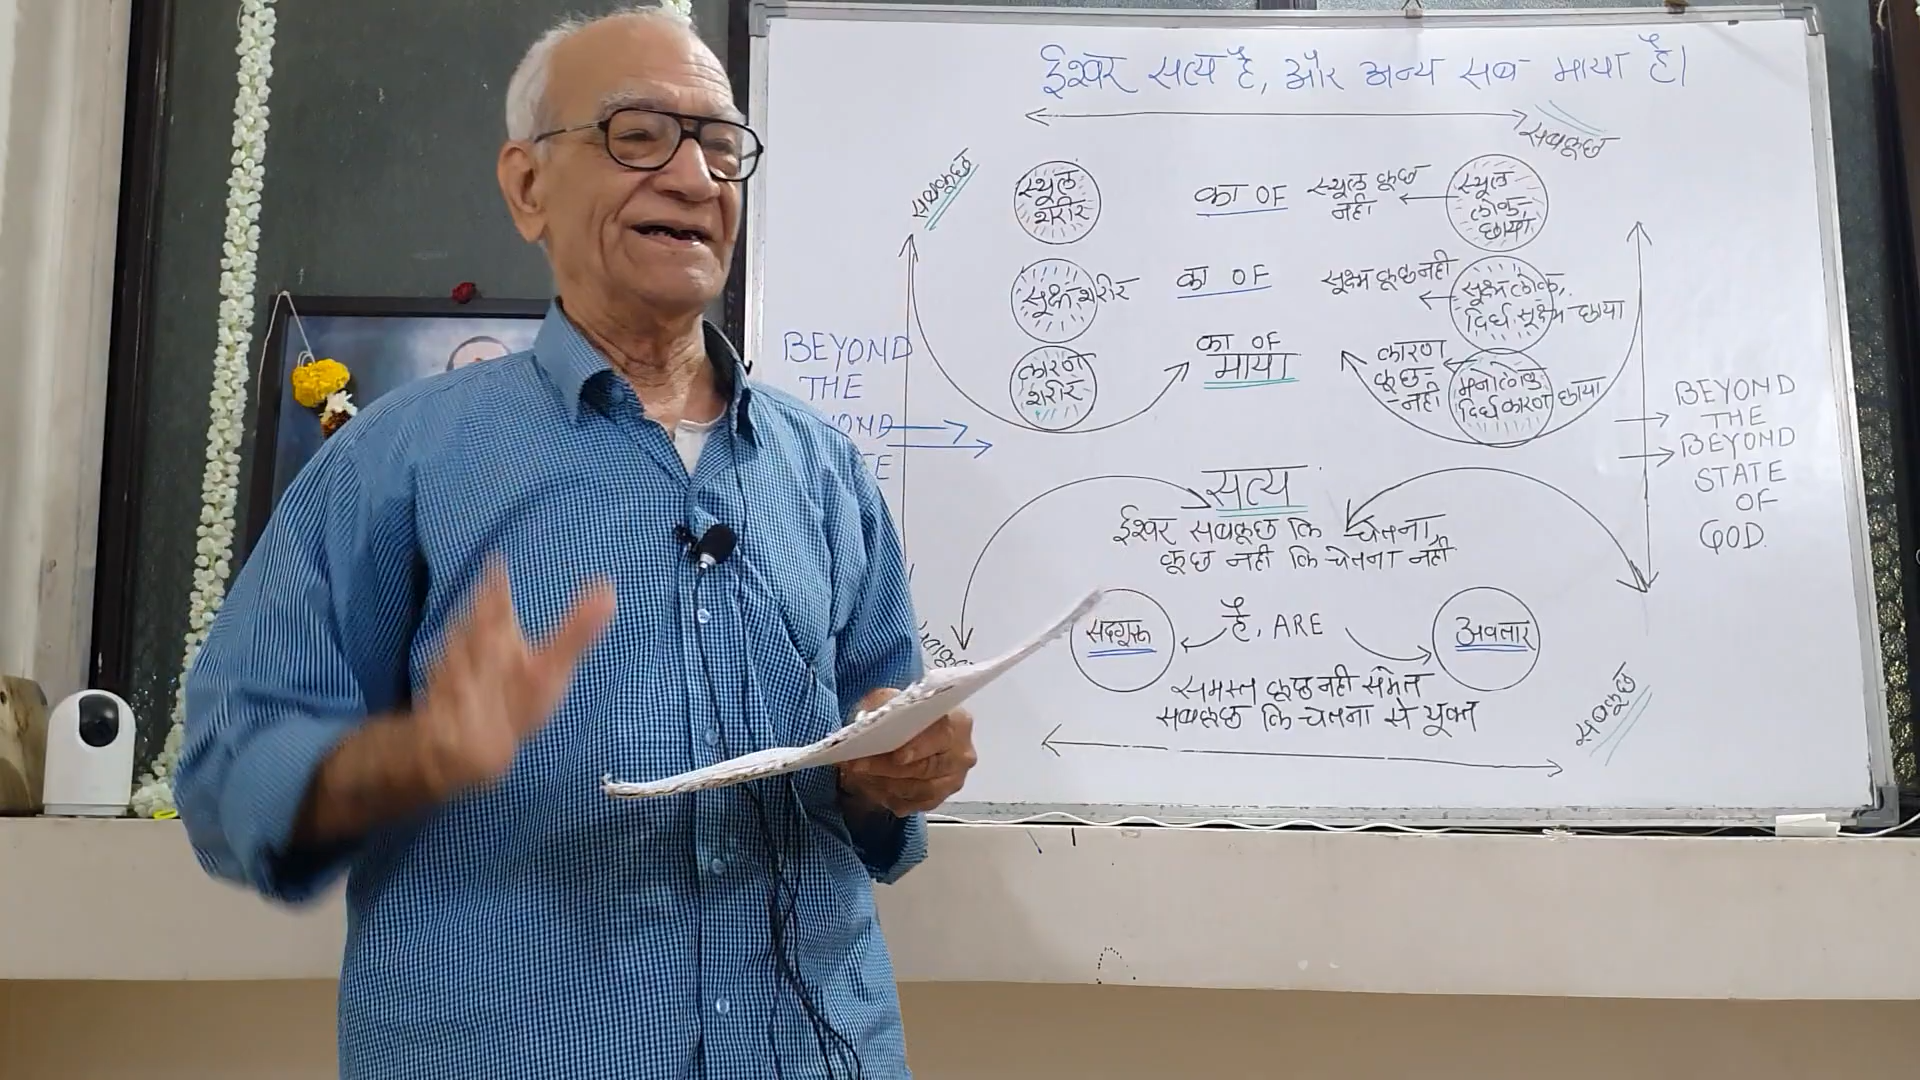 ईश्वर सत्य है, और अन्य सब माया है।
सबकूछ
सबकूछ
स्थूल
शरीर
का OF
स्थूल कूछ
नही
स्थूल
लोक
छाया
सूक्ष्म शरीर
का OF
सूक्ष्म कूछ नही
सूक्ष्म लोक,
दिर्घ सूक्ष्म छाया
कारण
शरीर
का OF
माया
कारण
कूछ
नही
मनोलोक
दिर्घ कारण छाया
BEYOND
THE
BEYOND
THE
BEYOND
STATE
OF
GOD.
सत्य
ईश्वर सबकूछ कि चेतना,
कूछ नही कि चेतना नही
सदगुरू
है, ARE
अवतार
समस्त कूछ नही समेत
सबकूछ कि चेतना से यूक्त
सबकूछ